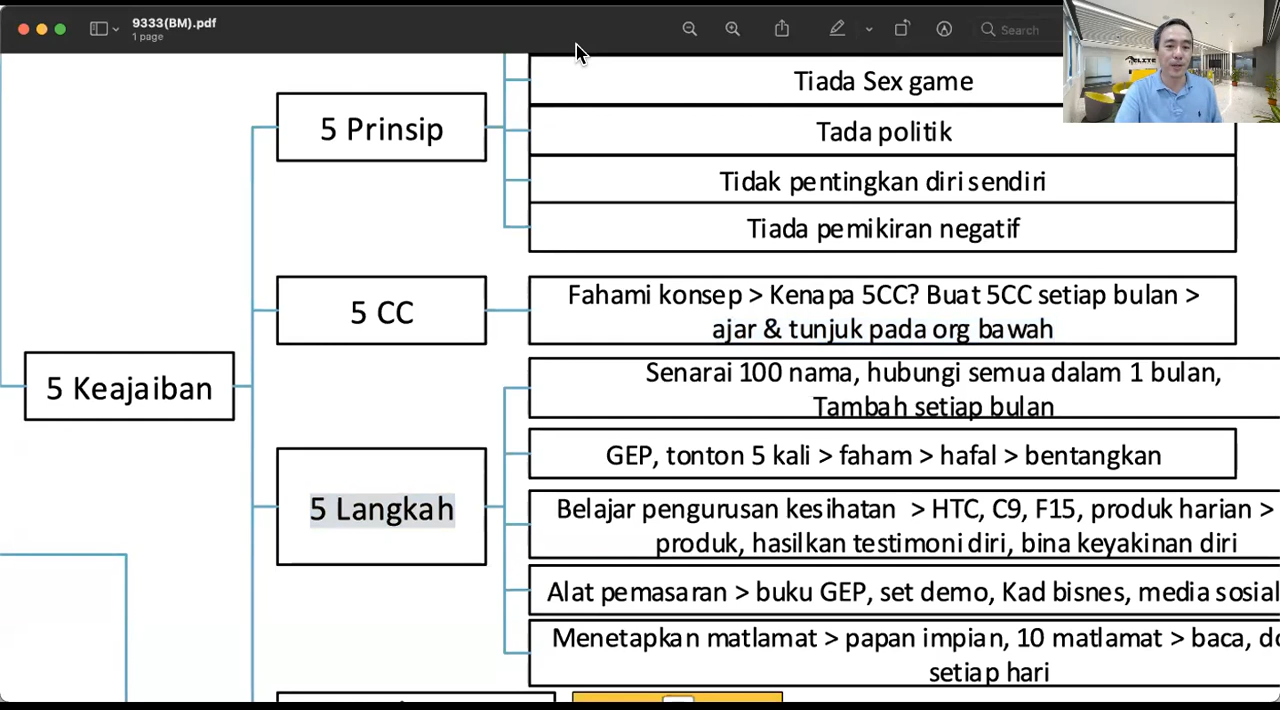 9333(BM).pdf
1 page
Search
ELITE
Tiada Sex game
5 Prinsip
Tada politik
Tidak pentingkan diri sendiri
Tiada pemikiran negatif
5 CC
Fahami konsep > Kenapa 5CC? Buat 5CC setiap bulan >
ajar & tunjuk pada org bawah
5 Keajaiban
Senarai 100 nama, hubungi semua dalam 1 bulan,
Tambah setiap bulan
GEP, tonton 5 kali > faham > hafal > bentangkan
5 Langkah
Belajar pengurusan kesihatan > HTC, C9, F15, produk harian >
produk, hasilkan testimoni diri, bina keyakinan diri
Alat pemasaran > buku GEP, set demo, Kad bisnes, media sosial
Menetapkan matlamat > papan impian, 10 matlamat > baca,
setiap hari